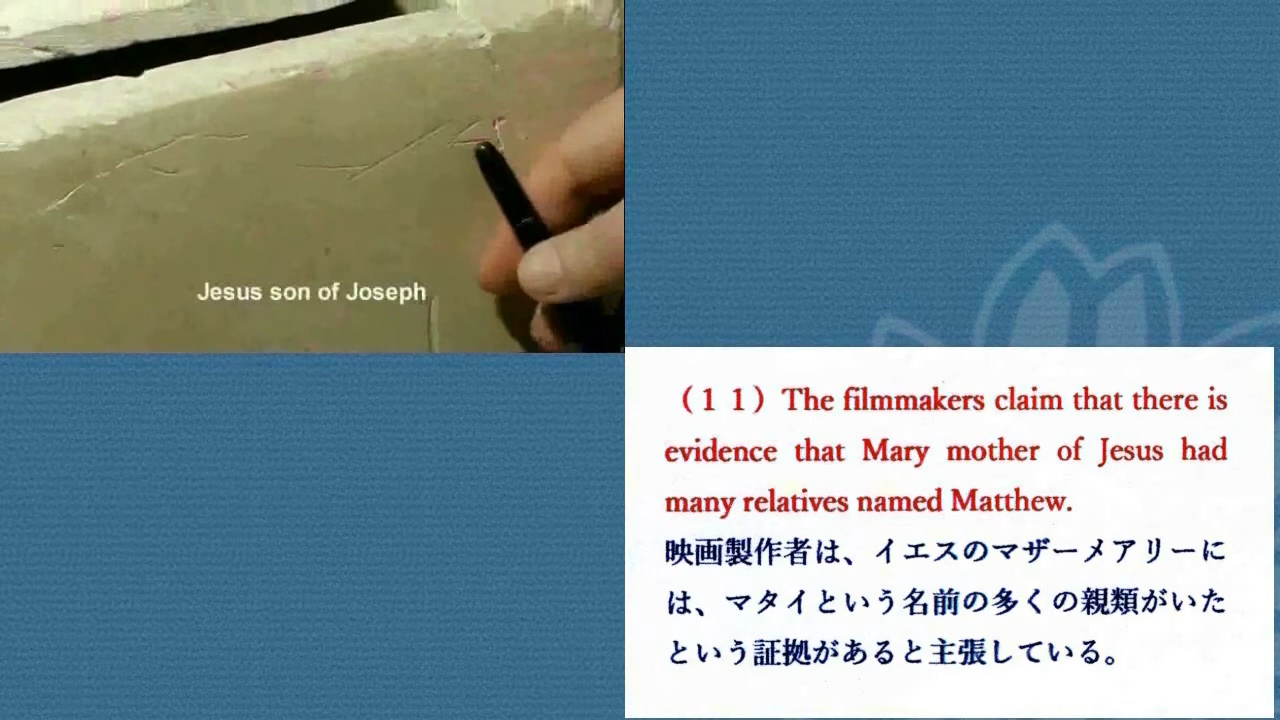 Jesus son of Joseph
（１１）The filmmakers claim that there is
evidence that Mary mother of Jesus had
many relatives named Matthew.
映画製作者は、イエスのマザーメアリーに
は、マタイという名前の多くの親類がいた
という証拠があると主張している。